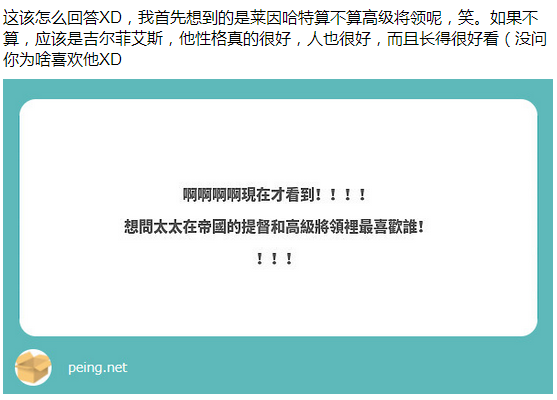 这该怎么回答XD，我首先想到的是莱因哈特算不算高级将领呢，笑。如果不
算，应该是吉尔菲艾斯，他性格真的很好，人也很好，而且长得很好看（没问
你为啥喜欢他XD
啊啊啊啊現在才看到！！！！
想問太太在帝國的提督和高級將領裡最喜歡誰！
！！！
peing.net